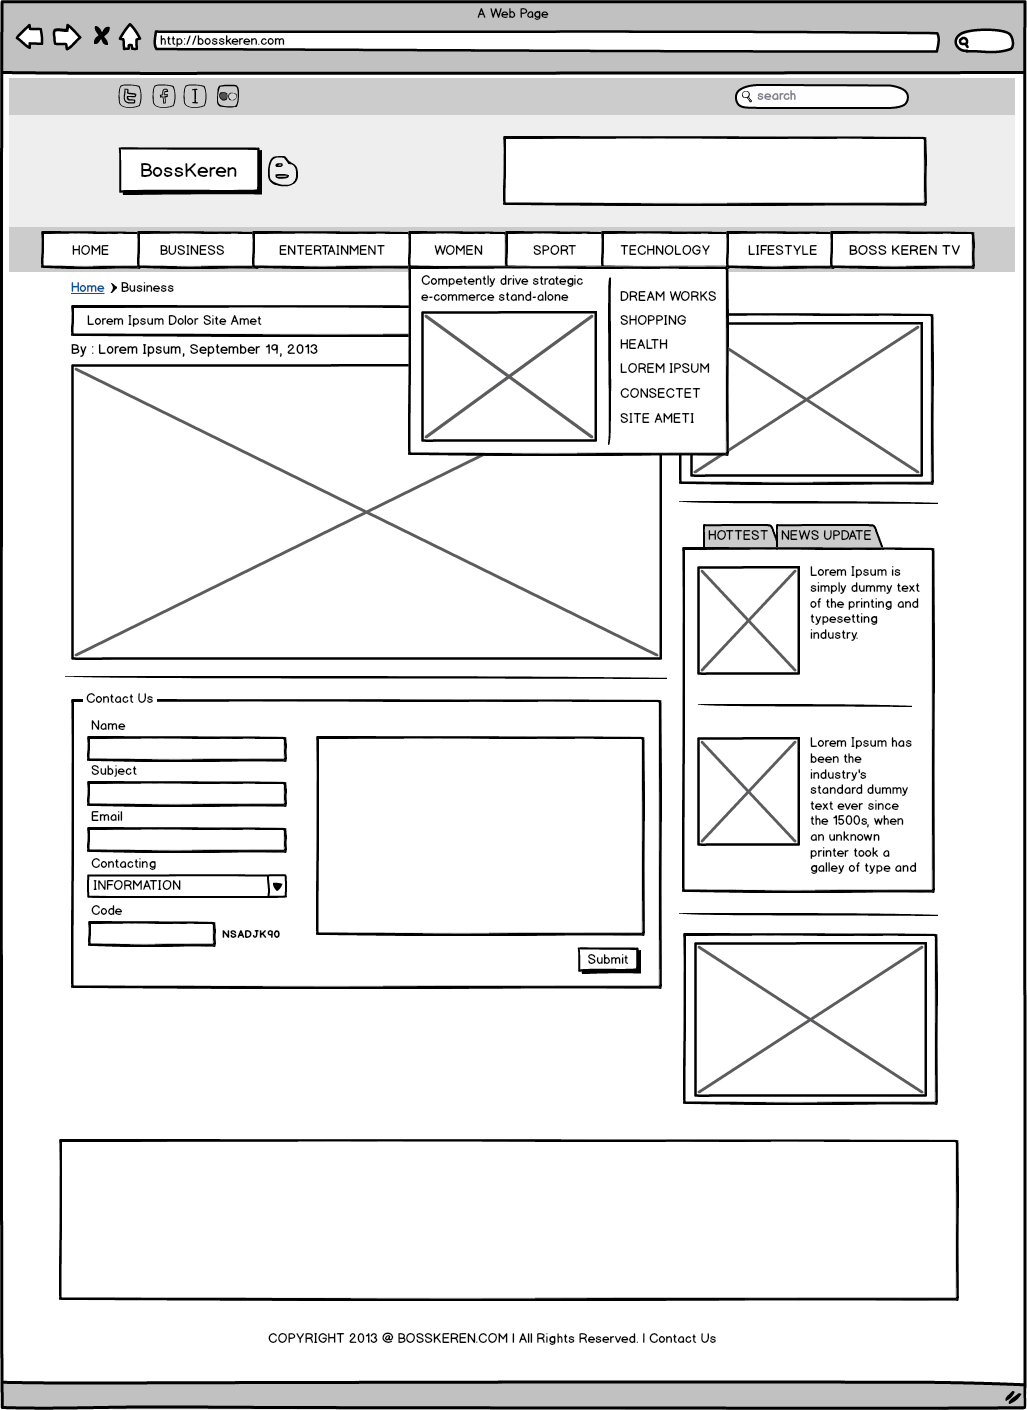 A Web Page
http://bosskeren.com
search
BossKeren
HOME
BUSINESS
ENTERTAINMENT
WOMEN
SPORT
TECHNOLOGY
LIFESTYLE
BOSS KEREN TV
Home
Business
Lorem Ipsum Dolor Site Amet
By : Lorem Ipsum, September 19, 2013
Competently drive strategic
e-commerce stand-alone
DREAM WORKS
SHOPPING
HEALTH
LOREM IPSUM
CONSECTET
SITE AMETI
HOTTEST
NEWS UPDATE
Lorem Ipsum is
simply dummy text
of the printing and
typesetting
industry.
Lorem Ipsum has
been the
industry's
standard dummy
text ever since
the 1500s, when
an unknown
printer took a
galley of type and
Contact Us
Name
Subject
Email
Contacting
INFORMATION
Code
NSADJK90
Submit
COPYRIGHT 2013 @ BOSSKEREN.COM | All Rights Reserved. | Contact Us